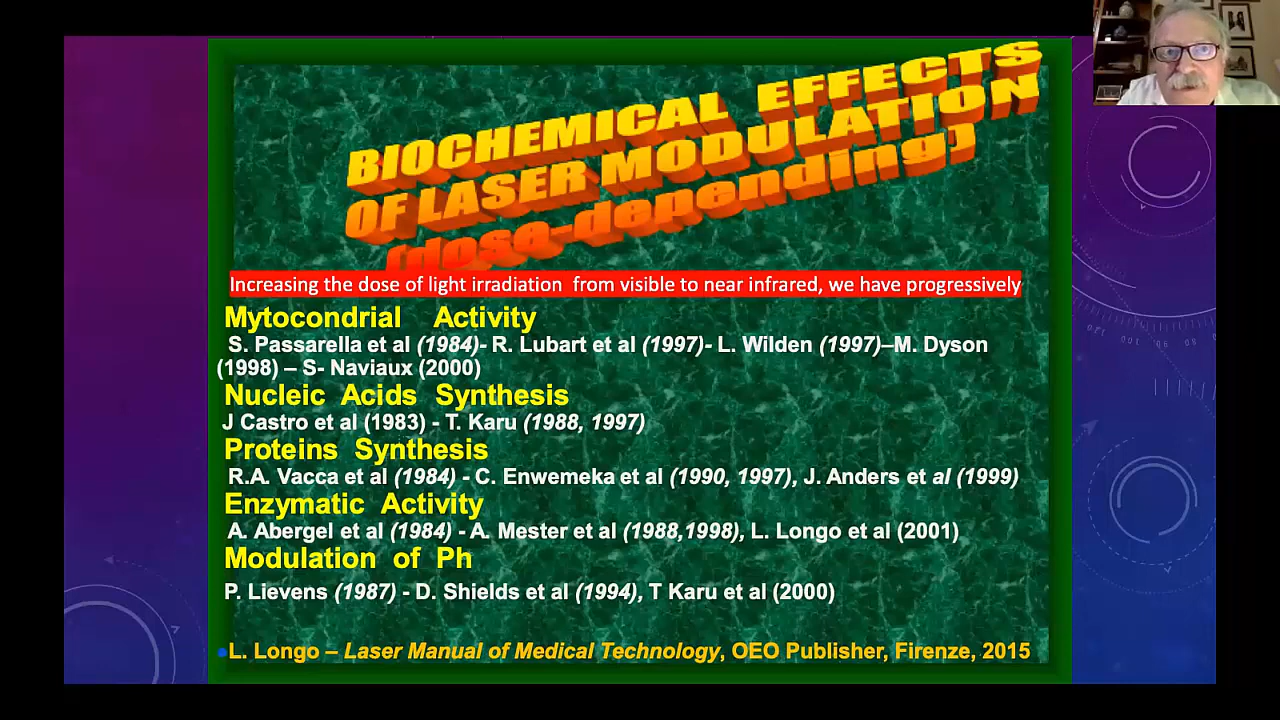 BIOCHEMICAL EFFECTS
OF LASER MODULATION
(dose-depending)
Increasing the dose of light irradiation from visible to near infrared, we have progressively
Mytocondrial Activity
S. Passarella et al (1984)- R. Lubart et al (1997)- L. Wilden (1997)–M. Dyson
(1998) – S- Naviaux (2000)
Nucleic Acids Synthesis
J Castro et al (1983) - T. Karu (1988, 1997)
Proteins Synthesis
R.A. Vacca et al (1984) - C. Enwemeka et al (1990, 1997), J. Anders et al (1999)
Enzymatic Activity
A. Abergel et al (1984) - A. Mester et al (1988,1998), L. Longo et al (2001)
Modulation of Ph
P. Lievens (1987) - D. Shields et al (1994), T Karu et al (2000)
•L. Longo – Laser Manual of Medical Technology, OEO Publisher, Firenze, 2015